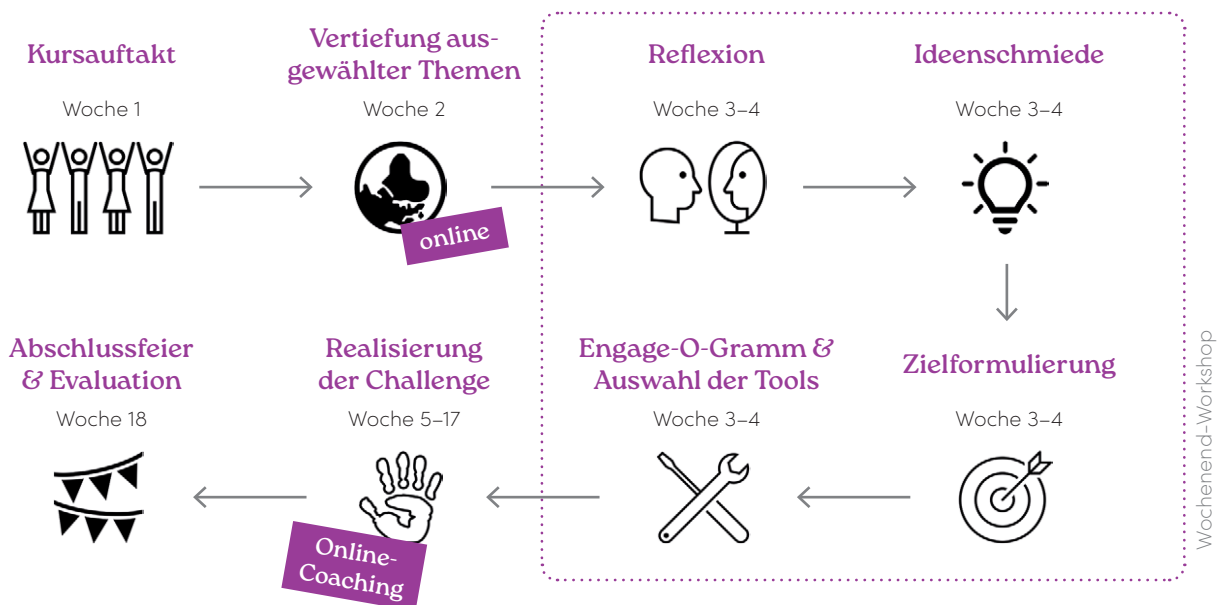 Kursauftakt
Woche 1
Vertiefung aus-
gewählter Themen
Woche 2
online
Reflexion
Woche 3–4
Ideenschmiede
Woche 3–4
Zielformulierung
Woche 3–4
Engage-O-Gramm &
Auswahl der Tools
Woche 3–4
Realisierung
der Challenge
Woche 5–17
Online-
Coaching
Abschlussfeier
& Evaluation
Woche 18
Wochenend-Workshop